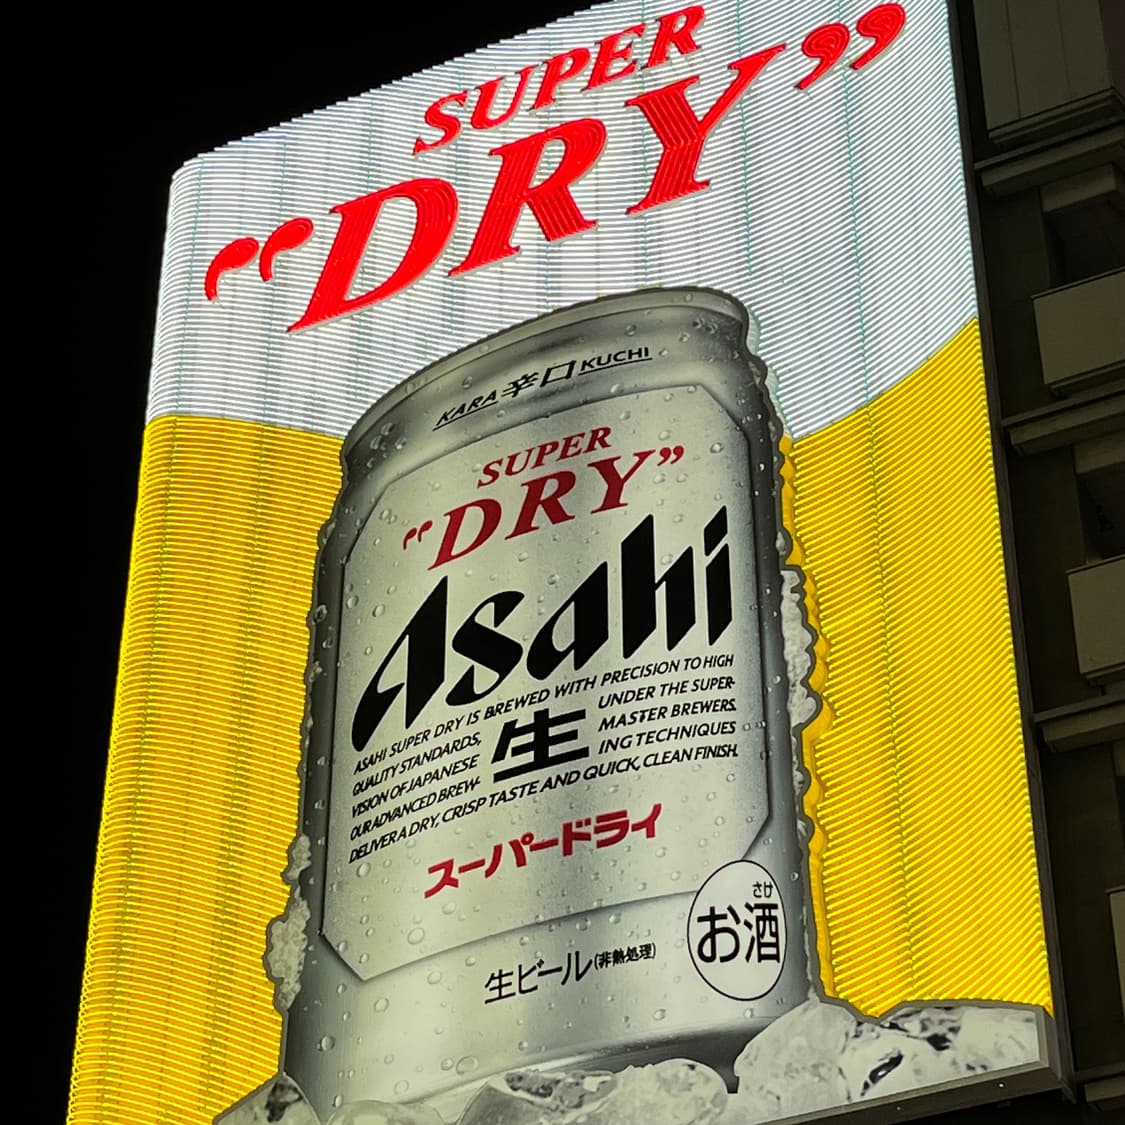 SUPER
“DRY”
KARA 辛口 KUCHI
SUPER
“DRY”
Asahi
ASAHI SUPER DRY IS BREWED WITH PRECISION TO HIGH
QUALITY STANDARDS, UNDER THE SUPER-
VISION OF JAPANESE MASTER BREWERS.
OUR ADVANCED BREW- ING TECHNIQUES
DELIVER A DRY, CRISP TASTE AND QUICK, CLEAN FINISH.
生
スーパードライ
さけ
お酒
生ビール(非熱処理)